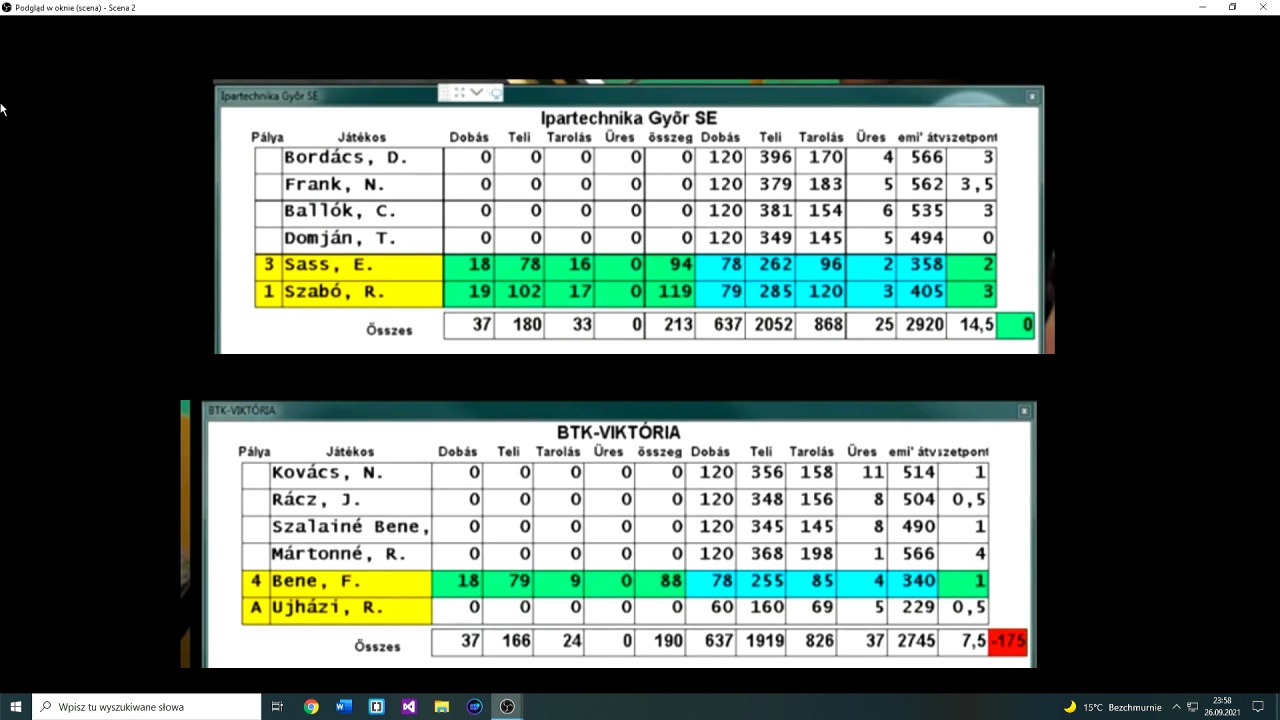 Podgląd w oknie (scena) - Scena 2
Ipartechnika Győr SE
Ipartechnika Győr SE
Pálya Játékos Dobás Teli Tarolás Üres összeg Dobás Teli Tarolás Üres emi' átv szetpont
Bordács, D. 0 0 0 0 0 120 396 170 4 566 3
Frank, N. 0 0 0 0 0 120 379 183 5 562 3,5
Ballók, C. 0 0 0 0 0 120 381 154 6 535 3
Domján, T. 0 0 0 0 0 120 349 145 5 494 0
3 Sass, E. 18 78 16 0 94 78 262 96 2 358 2
1 Szabó, R. 19 102 17 0 119 79 285 120 3 405 3
Összes 37 180 33 0 213 637 2052 868 25 2920 14,5 0
BTK-VIKTÓRIA
BTK-VIKTÓRIA
Pálya Játékos Dobás Teli Tarolás Üres összeg Dobás Teli Tarolás Üres emi' átv szetpont
Kovács, N. 0 0 0 0 0 120 356 158 11 514 1
Rácz, J. 0 0 0 0 0 120 348 156 8 504 0,5
Szalainé Bene, 0 0 0 0 0 120 345 145 8 490 1
Mártonné, R. 0 0 0 0 0 120 368 198 1 566 4
4 Bene, F. 18 79 9 0 88 78 255 85 4 340 1
A Ujházi, R. 0 0 0 0 0 60 160 69 5 229 0,5
Összes 37 166 24 0 190 637 1919 826 37 2745 7,5 -175
Wpisz tu wyszukiwane słowa
15°C Bezchmurnie
23:58
26.09.2021